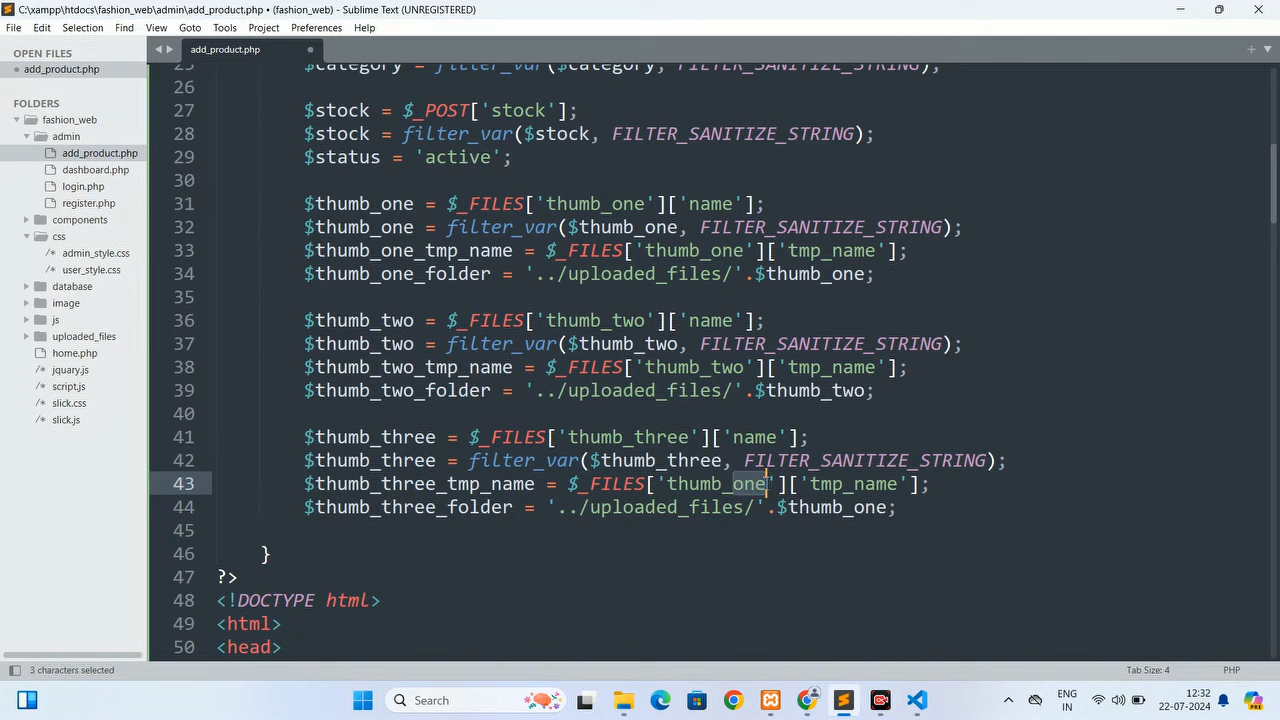 C:\xampp\htdocs\fashion_web\admin\add_product.php • (fashion_web) - Sublime Text (UNREGISTERED)
File Edit Selection Find View Goto Tools Project Preferences Help
OPEN FILES
add_product.php
FOLDERS
fashion_web
admin
add_product.php
dashboard.php
login.php
register.php
components
css
/* admin_style.css
/* user_style.css
database
image
js
uploaded_files
home.php
/* jquary.js
/* script.js
/* slick.css
/* slick.js
add_product.php
25 $category = filter_var($category, FILTER_SANITIZE_STRING);
26
27 $stock = $_POST['stock'];
28 $stock = filter_var($stock, FILTER_SANITIZE_STRING);
29 $status = 'active';
30
31 $thumb_one = $_FILES['thumb_one']['name'];
32 $thumb_one = filter_var($thumb_one, FILTER_SANITIZE_STRING);
33 $thumb_one_tmp_name = $_FILES['thumb_one']['tmp_name'];
34 $thumb_one_folder = '../uploaded_files/'.$thumb_one;
35
36 $thumb_two = $_FILES['thumb_two']['name'];
37 $thumb_two = filter_var($thumb_two, FILTER_SANITIZE_STRING);
38 $thumb_two_tmp_name = $_FILES['thumb_two']['tmp_name'];
39 $thumb_two_folder = '../uploaded_files/'.$thumb_two;
40
41 $thumb_three = $_FILES['thumb_three']['name'];
42 $thumb_three = filter_var($thumb_three, FILTER_SANITIZE_STRING);
43 $thumb_three_tmp_name = $_FILES['thumb_one']['tmp_name'];
44 $thumb_three_folder = '../uploaded_files/'.$thumb_one;
45
46 }
47 ?>
48 <!DOCTYPE html>
49 <html>
50 <head>
3 characters selected
Tab Size: 4
PHP
Search
ENG
IN
12:32
22-07-2024
PRE